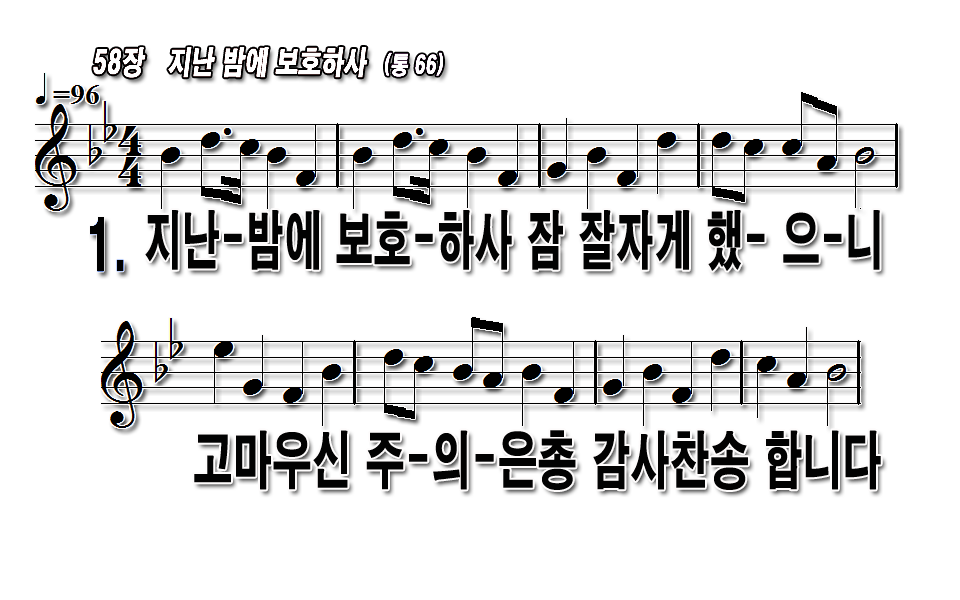 58장 지난 밤에 보호하사 (통 66)
♩=96
4
4
1. 지난-밤에 보호-하사 잠 잘자게 했- 으-니
고마우신 주-의-은총 감사찬송 합니다